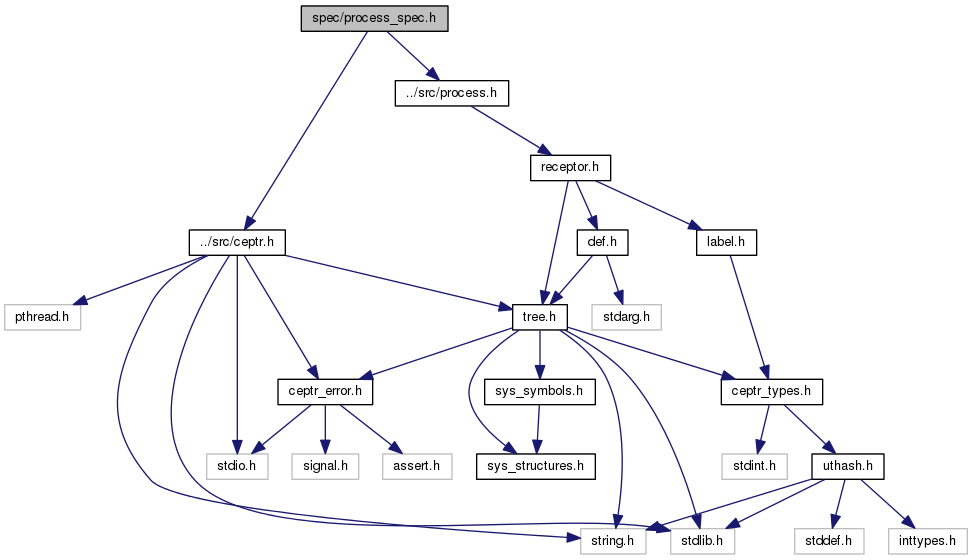 spec/process_spec.h
../src/process.h
receptor.h
../src/ceptr.h
def.h
label.h
pthread.h
tree.h
stdarg.h
ceptr_error.h
sys_symbols.h
ceptr_types.h
stdio.h
signal.h
assert.h
sys_structures.h
stdint.h
uthash.h
string.h
stdlib.h
stddef.h
inttypes.h